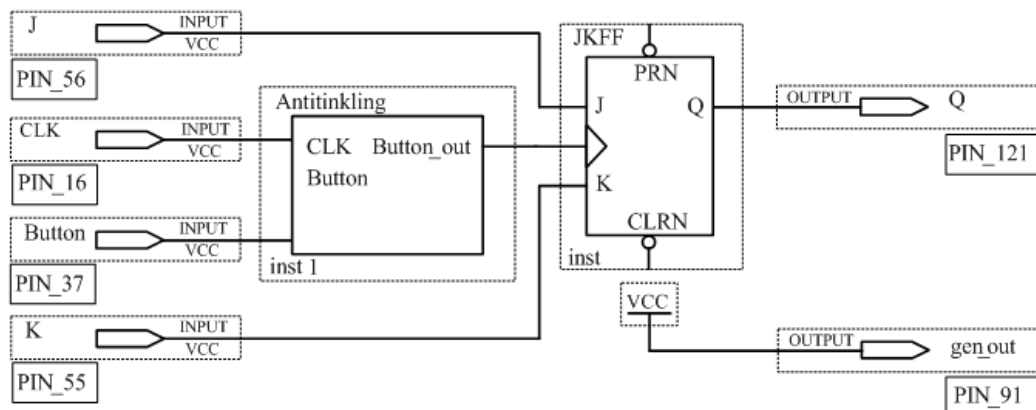 J
INPUT
VCC
PIN_56
CLK
INPUT
VCC
PIN_16
Button
INPUT
VCC
PIN_37
K
INPUT
VCC
PIN_55
Antitinkling
CLK Button_out
Button
inst 1
JKFF
PRN
J Q
K
CLRN
inst
OUTPUT Q
PIN_121
VCC
OUTPUT gen_out
PIN_91